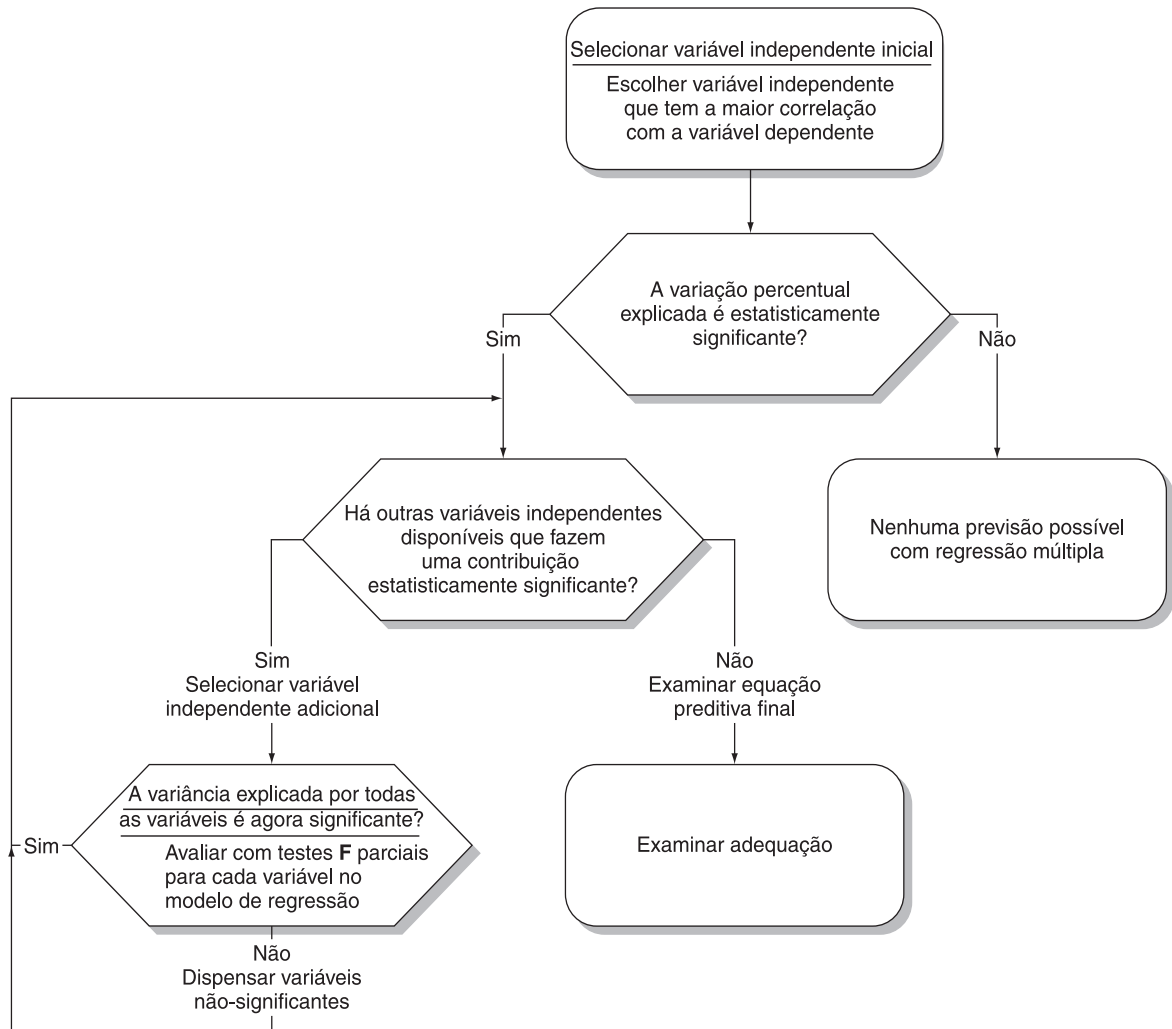 Selecionar variável independente inicial
Escolher variável independente
que tem a maior correlação
com a variável dependente
A variação percentual
explicada é estatisticamente
significante?
Sim
Não
Há outras variáveis independentes
disponíveis que fazem
uma contribuição
estatisticamente significante?
Nenhuma previsão possível
com regressão múltipla
Sim
Selecionar variável
independente adicional
Não
Examinar equação
preditiva final
A variância explicada por todas
as variáveis é agora significante?
Avaliar com testes F parciais
para cada variável no
modelo de regressão
Sim
Examinar adequação
Não
Dispensar variáveis
não-significantes